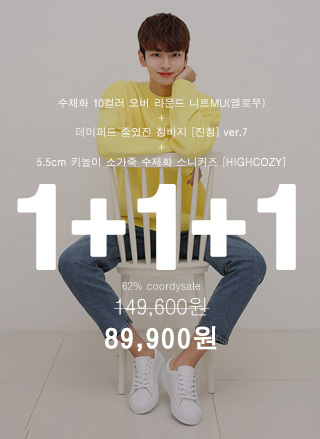 수채화 10컬러 오버 라운드 니트MU(옐로우)
+
테이퍼드 줄있진 청바지 [진청] ver.7
+
5.5cm 키높이 소가죽 수제화 스니커즈 [HIGHCOZY]
1+1+1
62% coordysale
149,600원
89,900원